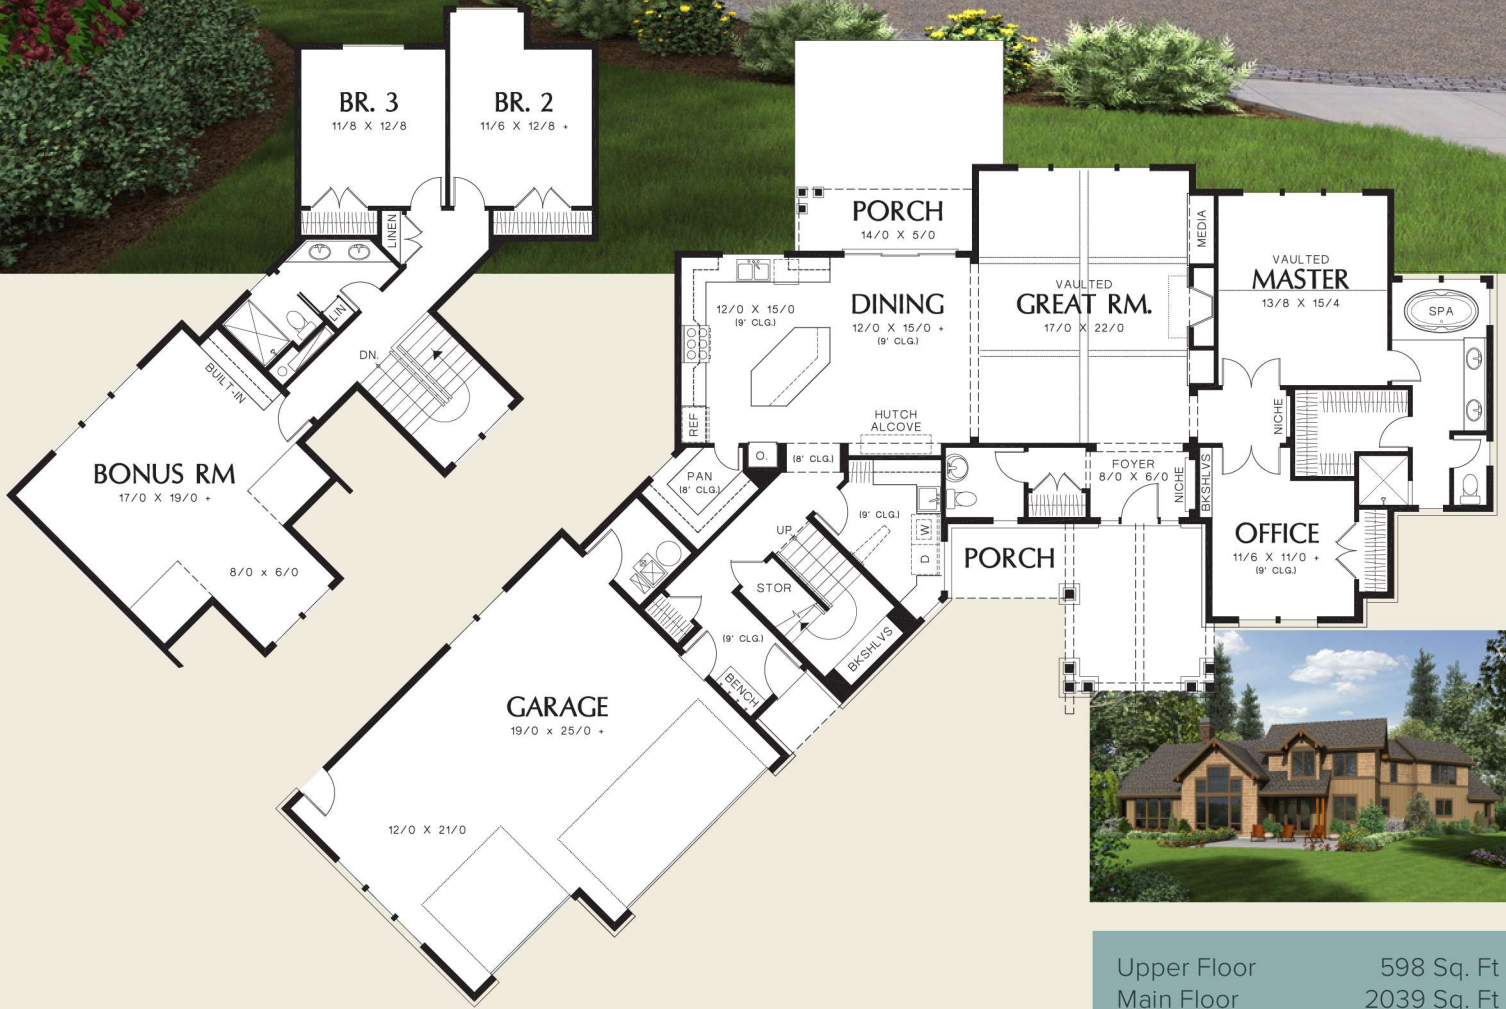 BR. 3
11/8 X 12/8
BR. 2
11/6 X 12/8 +
LINEN
LIN
DN.
BUILT-IN
BONUS RM
17/0 X 19/0 +
8/0 x 6/0
PORCH
14/0 X 5/0
MEDIA
VAULTED
MASTER
13/8 X 15/4
SPA
12/0 X 15/0
(9' CLG.)
DINING
12/0 X 15/0 +
(9' CLG.)
VAULTED
GREAT RM.
17/0 X 22/0
REF
HUTCH
ALCOVE
NICHE
O.
(8' CLG.)
PAN
(8' CLG.)
FOYER
8/0 X 6/0
NICHE
BKSHLVS
(9' CLG.)
W
D
UP
STOR
(9' CLG.)
BKSHLVS
BENCH
PORCH
OFFICE
11/6 X 11/0 +
(9' CLG.)
GARAGE
19/0 x 25/0 +
12/0 X 21/0
Upper Floor 598 Sq. Ft
Main Floor 2039 Sq. Ft